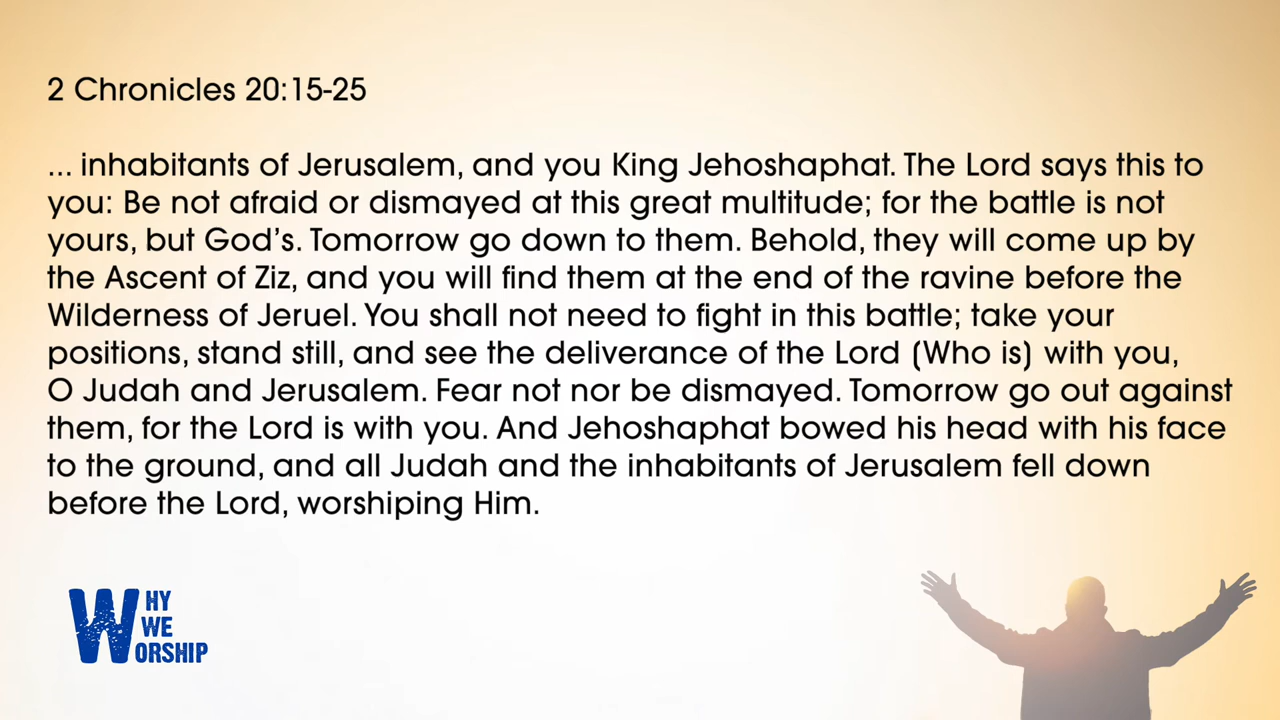 2 Chronicles 20:15-25
... inhabitants of Jerusalem, and you King Jehoshaphat. The Lord says this to
you: Be not afraid or dismayed at this great multitude; for the battle is not
yours, but God’s. Tomorrow go down to them. Behold, they will come up by
the Ascent of Ziz, and you will find them at the end of the ravine before the
Wilderness of Jeruel. You shall not need to fight in this battle; take your
positions, stand still, and see the deliverance of the Lord (Who is) with you,
O Judah and Jerusalem. Fear not nor be dismayed. Tomorrow go out against
them, for the Lord is with you. And Jehoshaphat bowed his head with his face
to the ground, and all Judah and the inhabitants of Jerusalem fell down
before the Lord, worshiping Him.
WHY
WE
WORSHIP